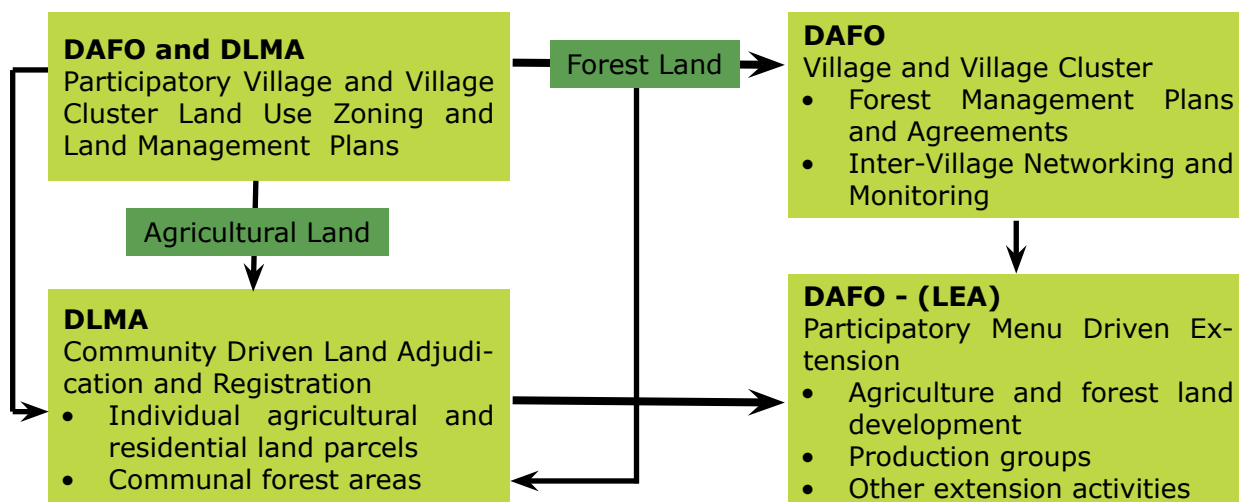 DAFO and DLMA
Participatory Village and Village
Cluster Land Use Zoning and
Land Management Plans
Forest Land
DAFO
Village and Village Cluster
• Forest Management Plans
and Agreements
• Inter-Village Networking and
Monitoring
Agricultural Land
DLMA
Community Driven Land Adjudi-
cation and Registration
• Individual agricultural and
residential land parcels
• Communal forest areas
DAFO - (LEA)
Participatory Menu Driven Ex-
tension
• Agriculture and forest land
development
• Production groups
• Other extension activities